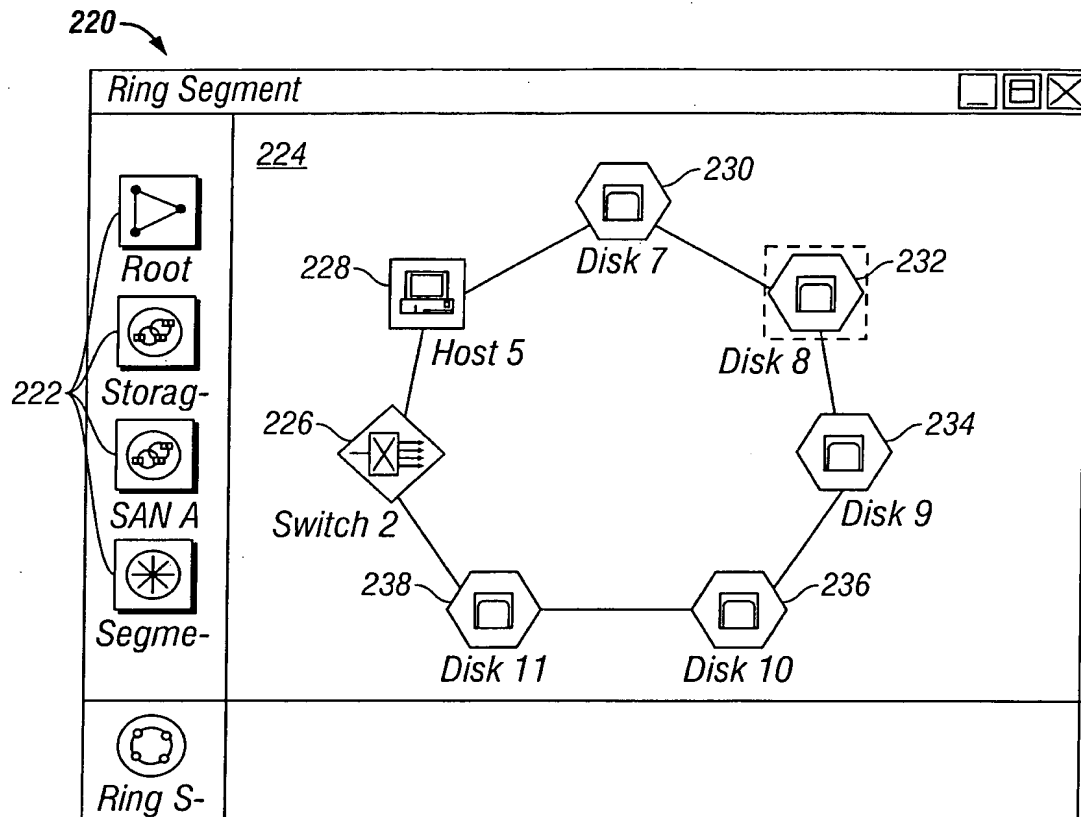 220
Ring Segment
224
230
Disk 7
Root
228
232
Host 5
Disk 8
222
Storag-
226
234
SAN A
Switch 2
Disk 9
238
236
Segme-
Disk 11
Disk 10
Ring S-